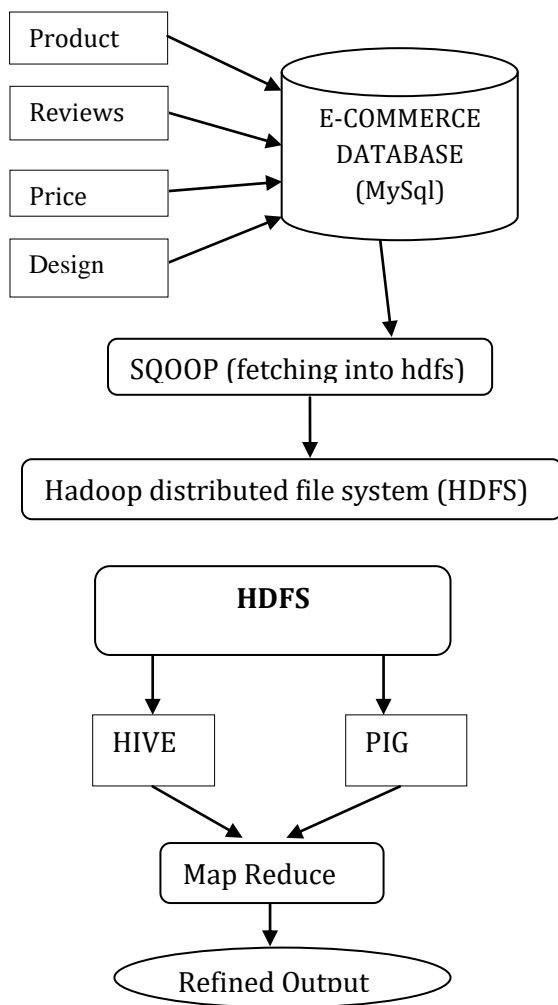 Product
Reviews
Price
Design
E-COMMERCE
DATABASE
(MySql)
SQOOP (fetching into hdfs)
Hadoop distributed file system (HDFS)
HDFS
HIVE
PIG
Map Reduce
Refined Output